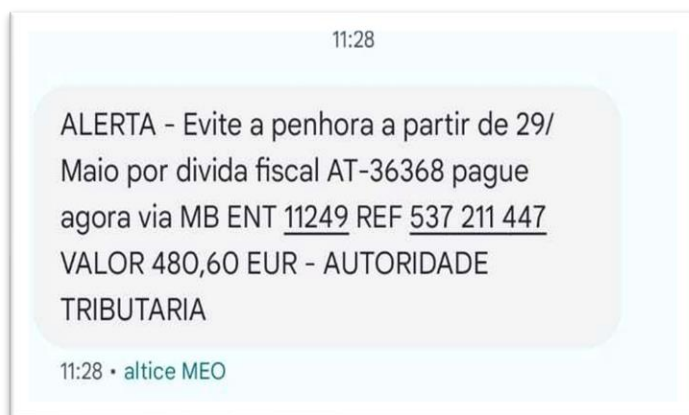 11:28
ALERTA - Evite a penhora a partir de 29/
Maio por divida fiscal AT-36368 pague
agora via MB ENT 11249 REF 537 211 447
VALOR 480,60 EUR - AUTORIDADE
TRIBUTARIA
11:28 • altice MEO